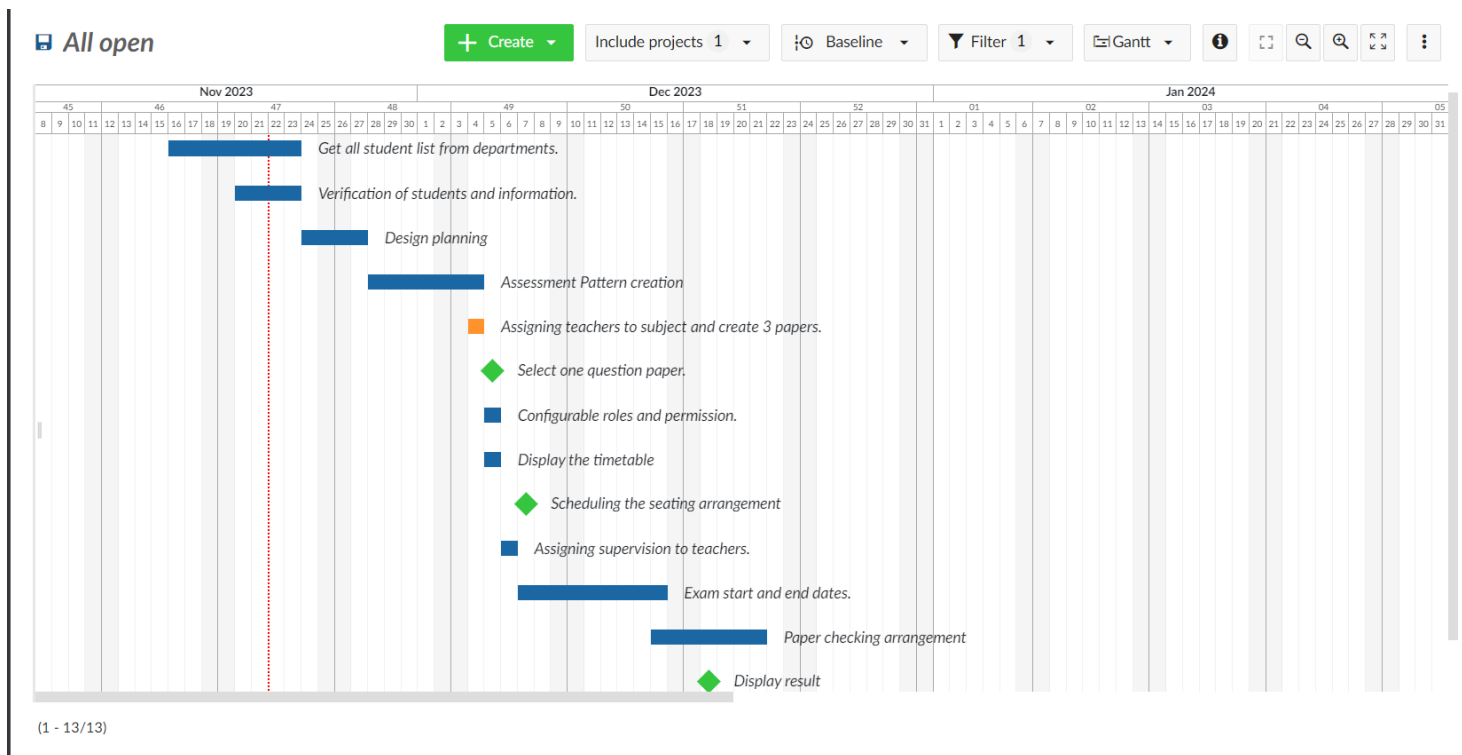 All open
Create
Include projects 1
Baseline
Filter 1
Gantt
Nov 2023 Dec 2023 Jan 2024
45 46 47 48 49 50 51 52 01 02 03 04 05
8 9 10 11 12 13 14 15 16 17 18 19 20 21 22 23 24 25 26 27 28 29 30 1 2 3 4 5 6 7 8 9 10 11 12 13 14 15 16 17 18 19 20 21 22 23 24 25 26 27 28 29 30 31 1 2 3 4 5 6 7 8 9 10 11 12 13 14 15 16 17 18 19 20 21 22 23 24 25 26 27 28 29 30 31
Get all student list from departments.
Verification of students and information.
Design planning
Assessment Pattern creation
Assigning teachers to subject and create 3 papers.
Select one question paper.
Configurable roles and permission.
Display the timetable
Scheduling the seating arrangement
Assigning supervision to teachers.
Exam start and end dates.
Paper checking arrangement
Display result
(1 - 13/13)